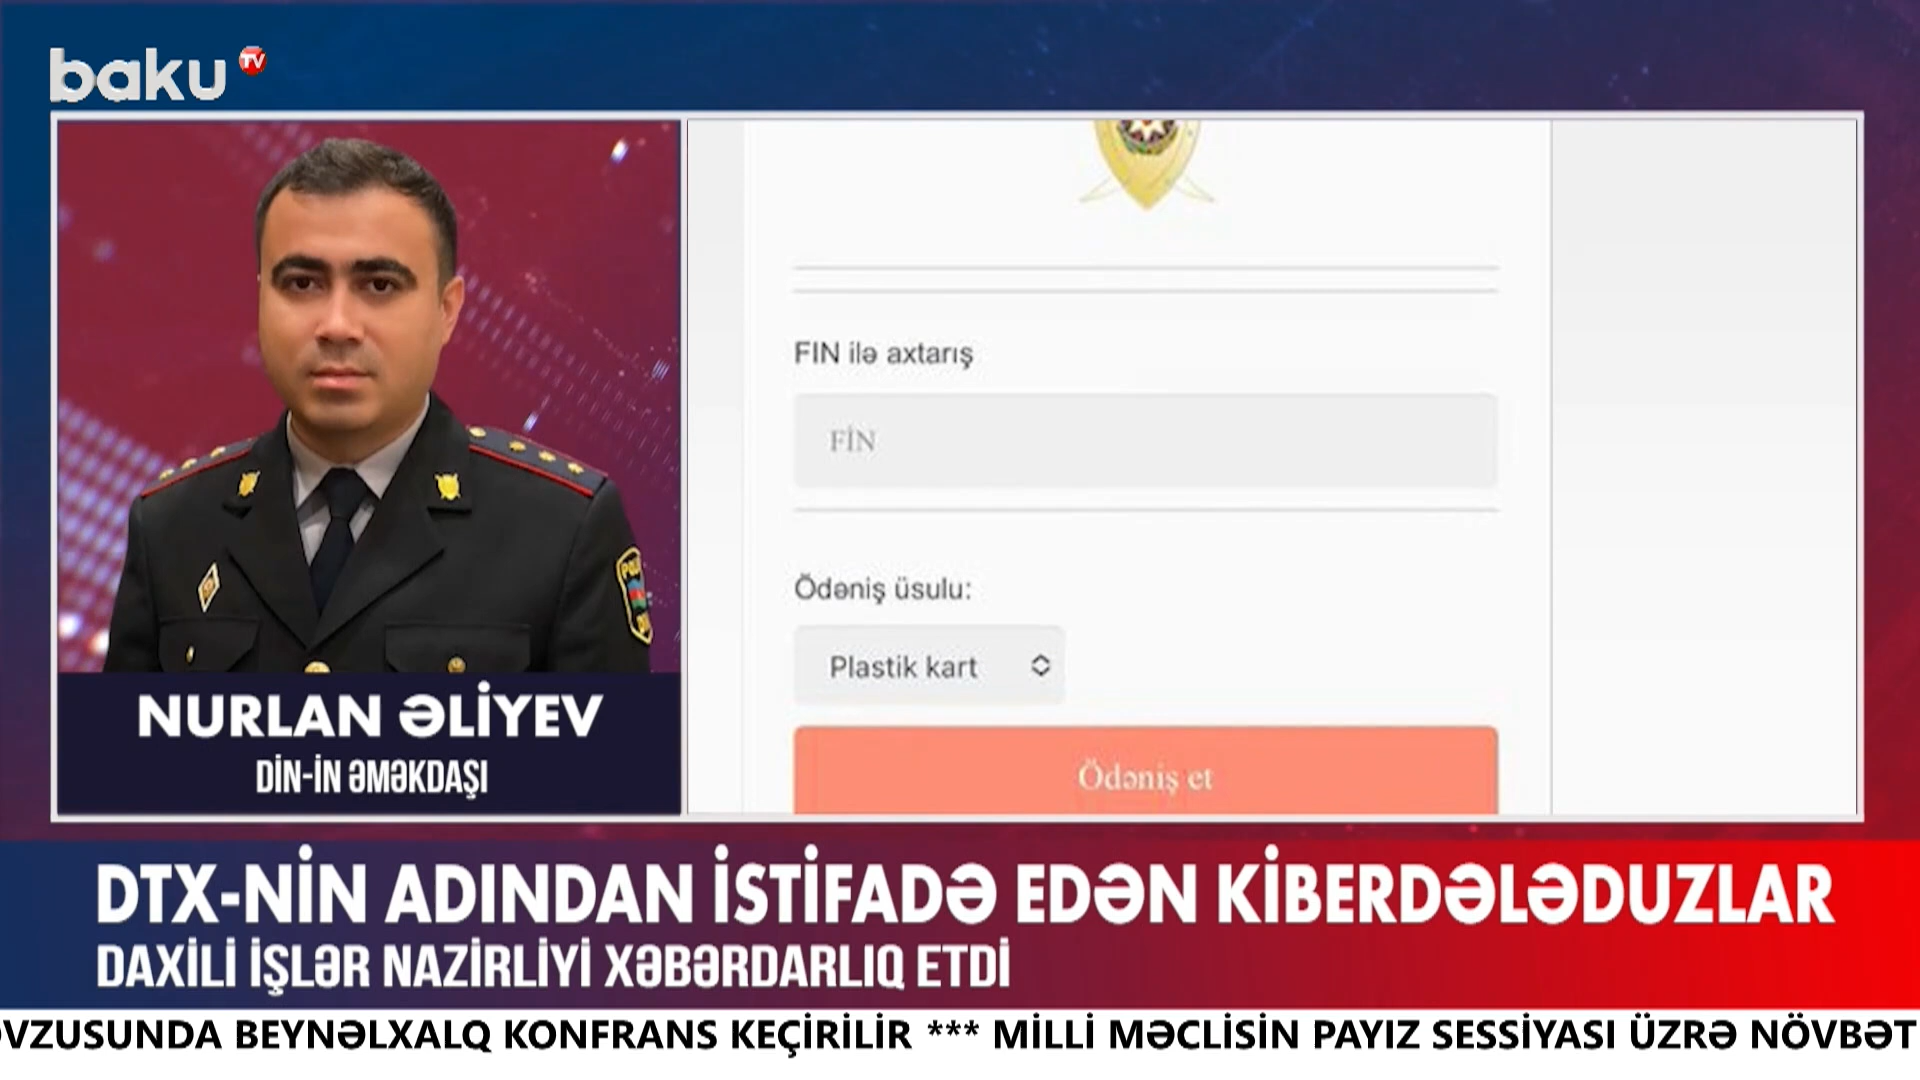 baku TV
FIN ilə axtarış
FİN
Ödəniş üsulu:
Plastik kart
Ödəniş et
POLİS
NURLAN ƏLİYEV
DİN-İN ƏMƏKDAŞI
DTX-NİN ADINDAN İSTİFADƏ EDƏN KİBERDƏLƏDUZLAR
DAXİLİ İŞLƏR NAZİRLİYİ XƏBƏRDARLIQ ETDİ
OVZUSUNDA BEYNƏLXALQ KONFRANS KEÇİRİLİR *** MİLLİ MƏCLİSİN PAYIZ SESSİYASI ÜZRƏ NÖVBƏT